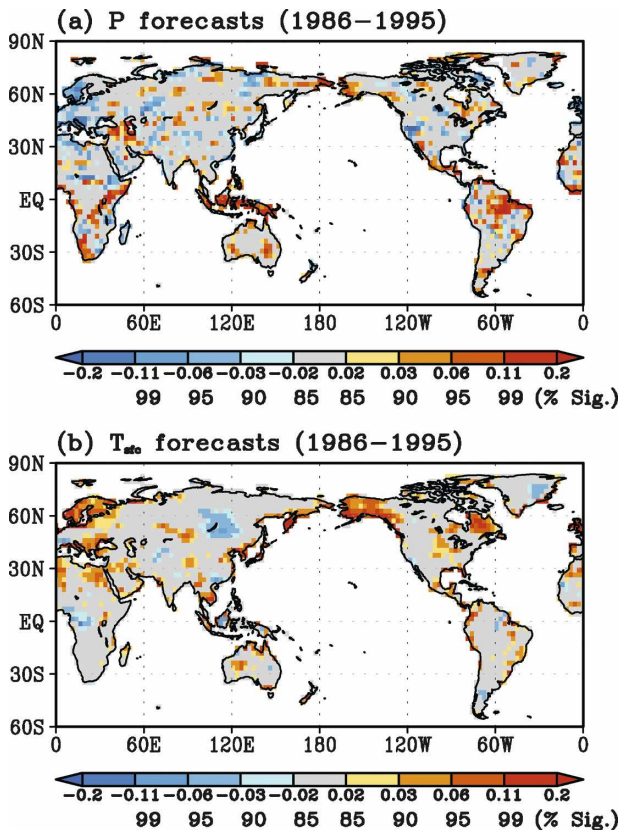 (a) P forecasts (1986−1995)
90N
60N
30N
EQ
30S
60S
0 60E 120E 180 120W 60W 0
−0.2 −0.11 −0.06 −0.03 −0.02 0.02 0.03 0.06 0.11 0.2
99 95 90 85 85 90 95 99 (% Sig.)
(b) Tsfc forecasts (1986−1995)
90N
60N
30N
EQ
30S
60S
0 60E 120E 180 120W 60W 0
−0.2 −0.11 −0.06 −0.03 −0.02 0.02 0.03 0.06 0.11 0.2
99 95 90 85 85 90 95 99 (% Sig.)